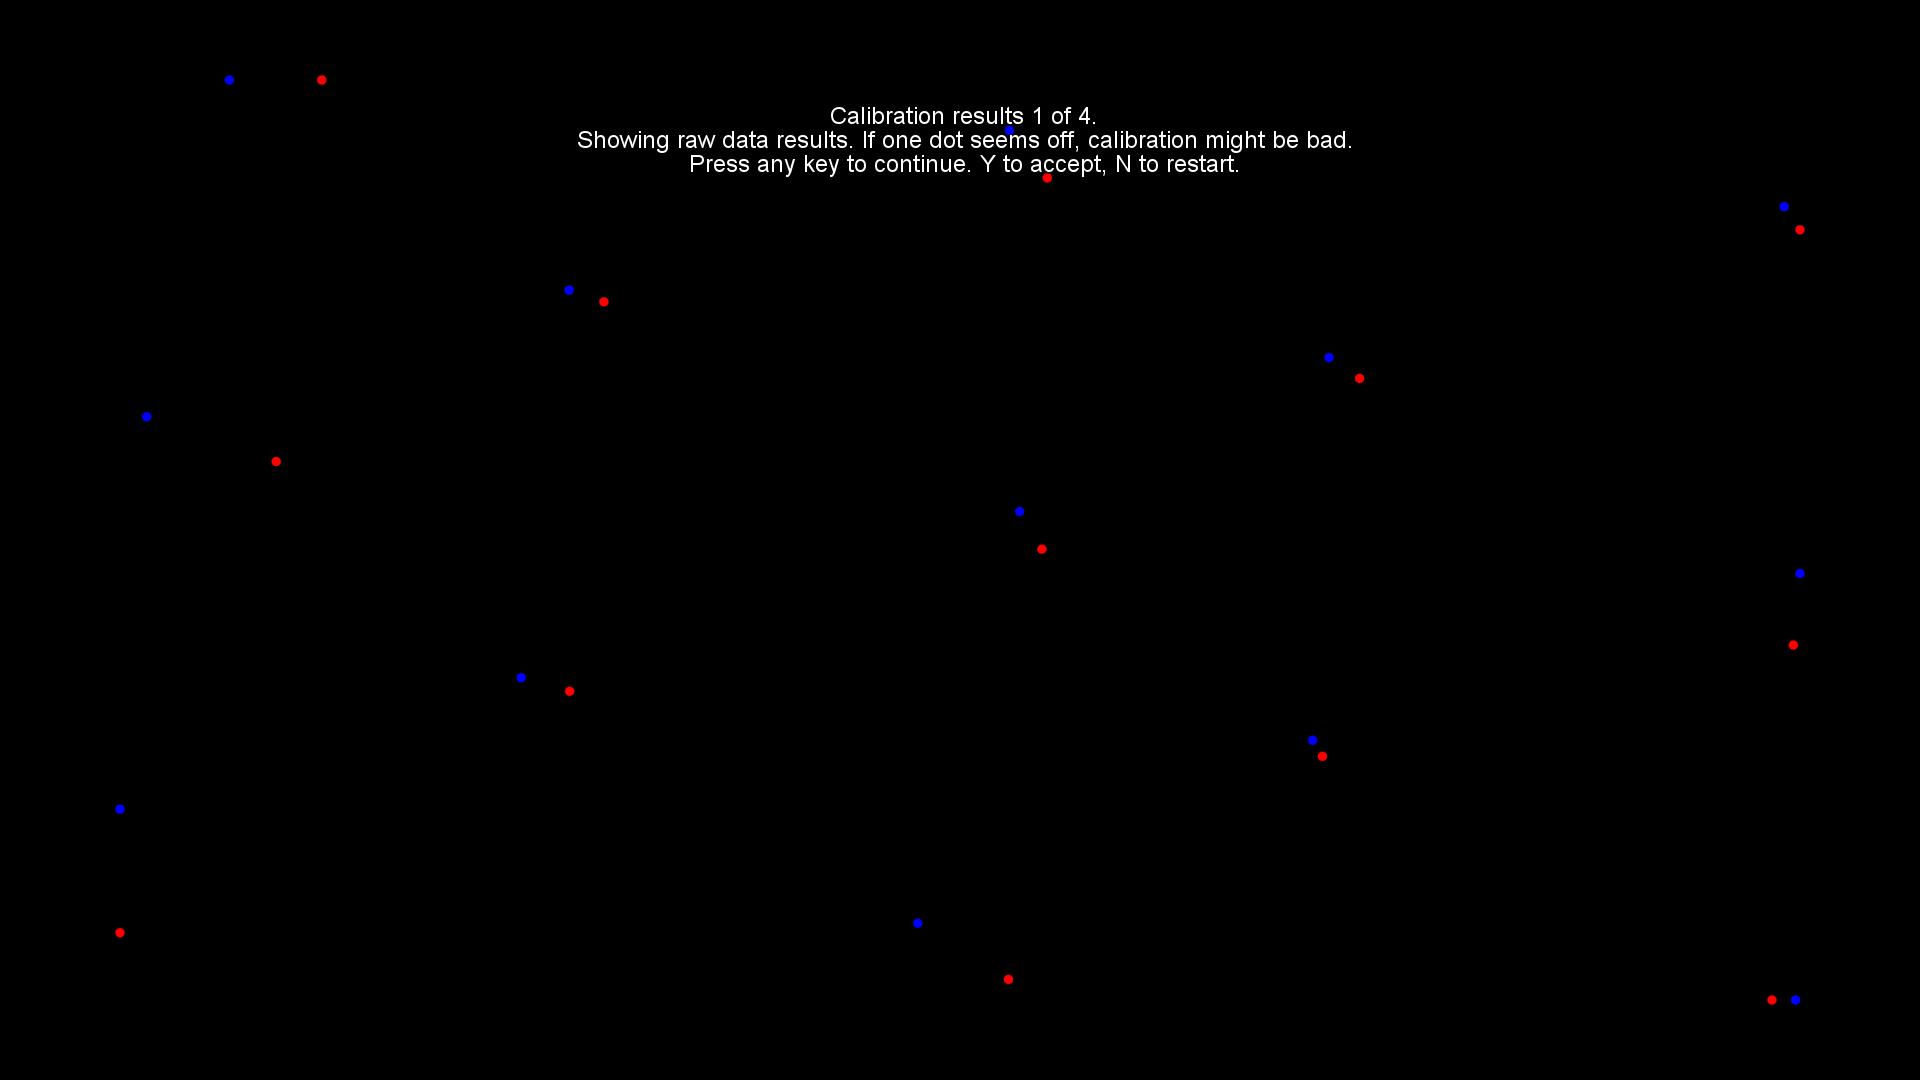 Calibration results 1 of 4.
Showing raw data results. If one dot seems off, calibration might be bad.
Press any key to continue. Y to accept, N to restart.